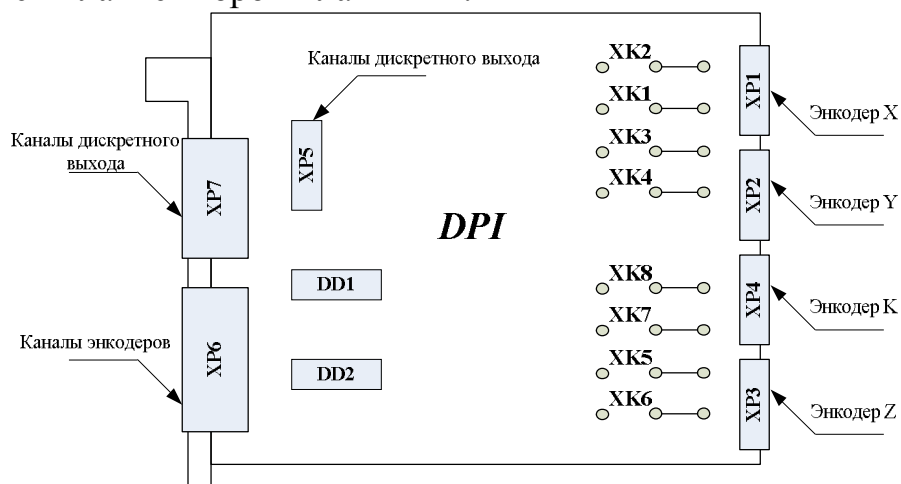 Каналы дискретного выхода
XK2
XK1
XK3
XK4
XP1
Энкодер X
Каналы дискретного
выхода
XP7
XP5
XP2
Энкодер Y
DPI
DD1
XK8
XK7
XK5
XK6
XP4
Энкодер K
Каналы энкодеров
XP6
DD2
XP3
Энкодер Z